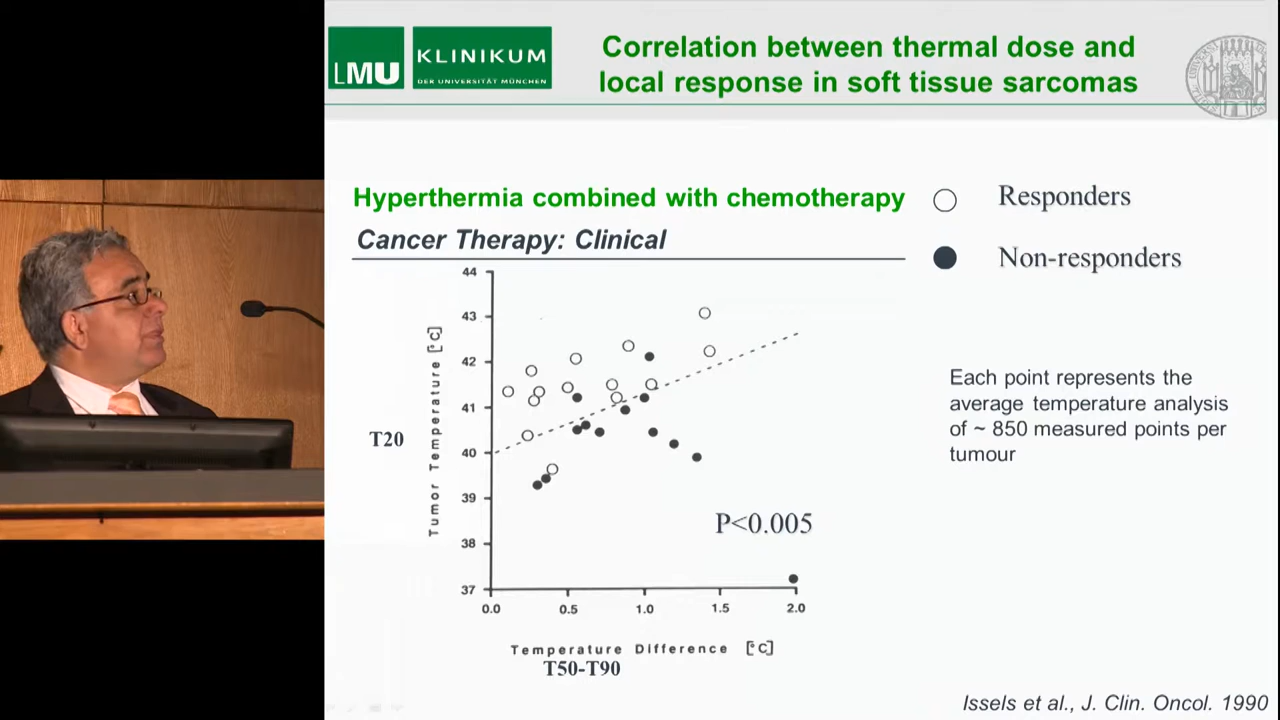 LMU KLINIKUM
DER UNIVERSITÄT MÜNCHEN
Correlation between thermal dose and
local response in soft tissue sarcomas
Hyperthermia combined with chemotherapy
Cancer Therapy: Clinical
Responders
Non-responders
44
43
42
41
40
39
38
37
Tumor Temperature [°C]
T20
P<0.005
0.0 0.5 1.0 1.5 2.0
Temperature Difference [°C]
T50-T90
Each point represents the
average temperature analysis
of ~ 850 measured points per
tumour
Issels et al., J. Clin. Oncol. 1990